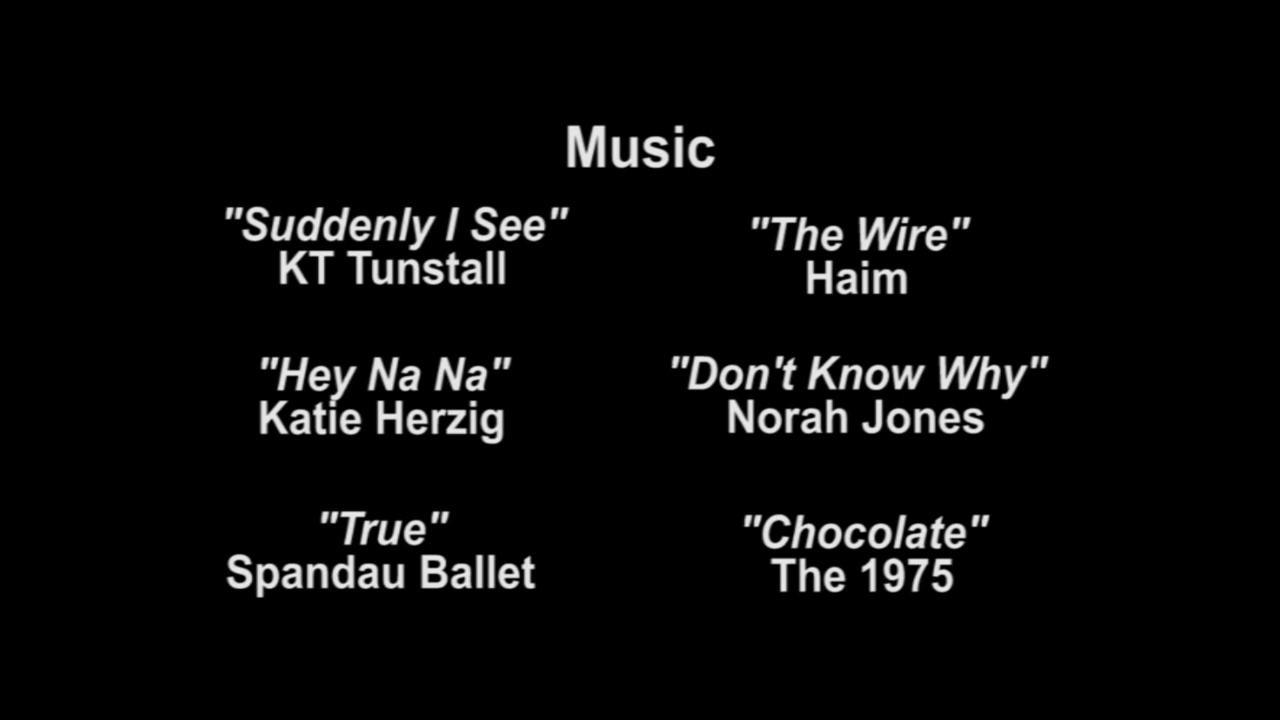 Music
"Suddenly I See"
KT Tunstall
"Hey Na Na"
Katie Herzig
"True"
Spandau Ballet
"The Wire"
Haim
"Don't Know Why"
Norah Jones
"Chocolate"
The 1975